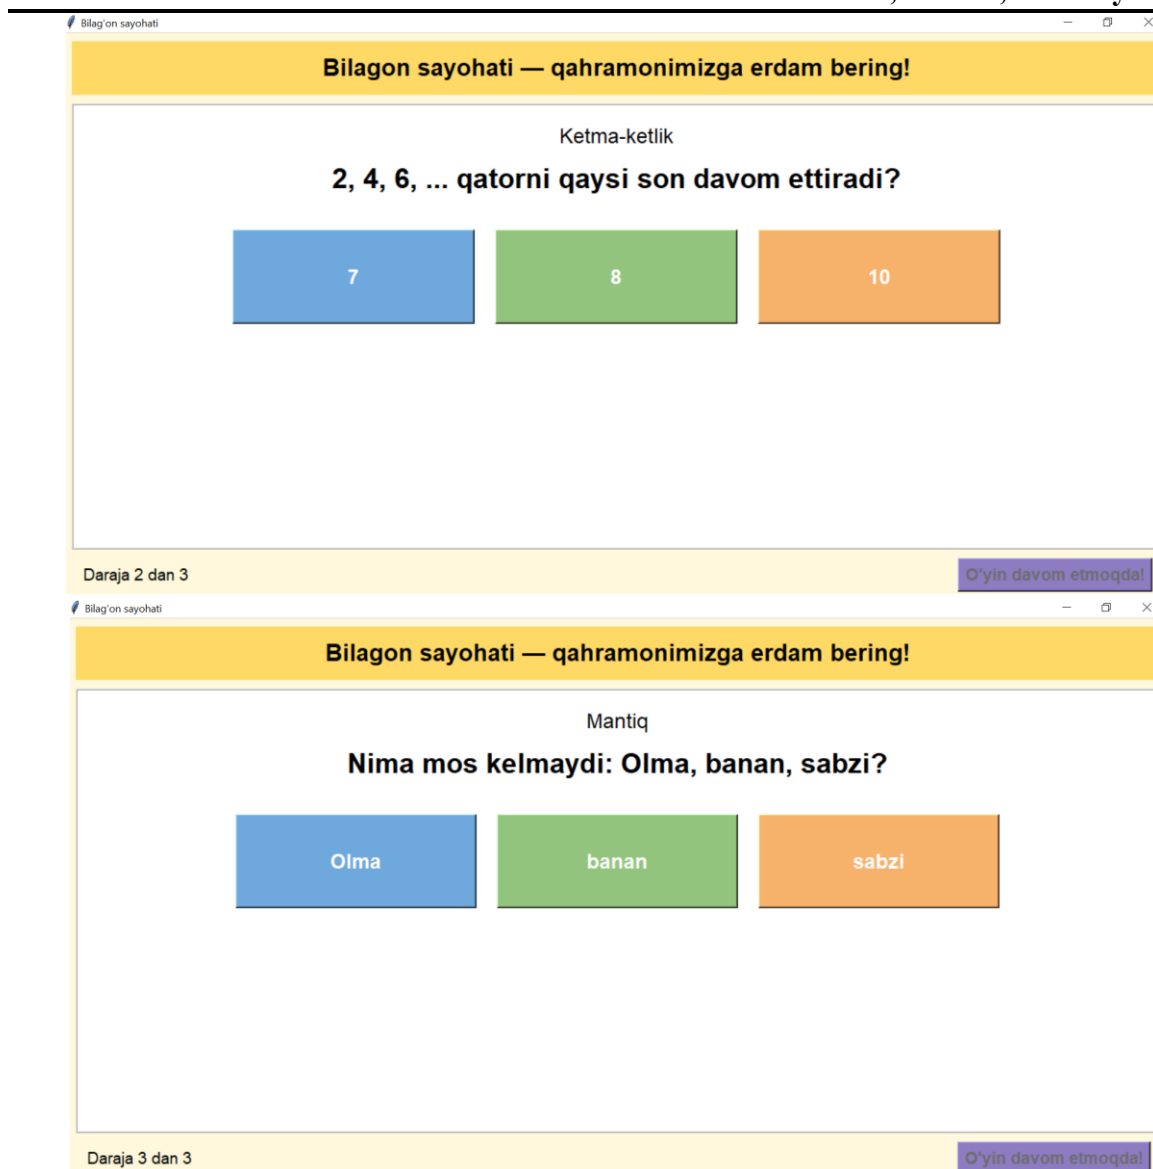 Bilag'on sayohati
Bilagon sayohati — qahramonimizga erdam bering!
Ketma-ketlik
2, 4, 6, ... qatorni qaysi son davom ettiradi?
7 8 10
Daraja 2 dan 3 O'yin davom etmoqda!
Bilag'on sayohati
Bilagon sayohati — qahramonimizga erdam bering!
Mantiq
Nima mos kelmaydi: Olma, banan, sabzi?
Olma banan sabzi
Daraja 3 dan 3 O'yin davom etmoqda!